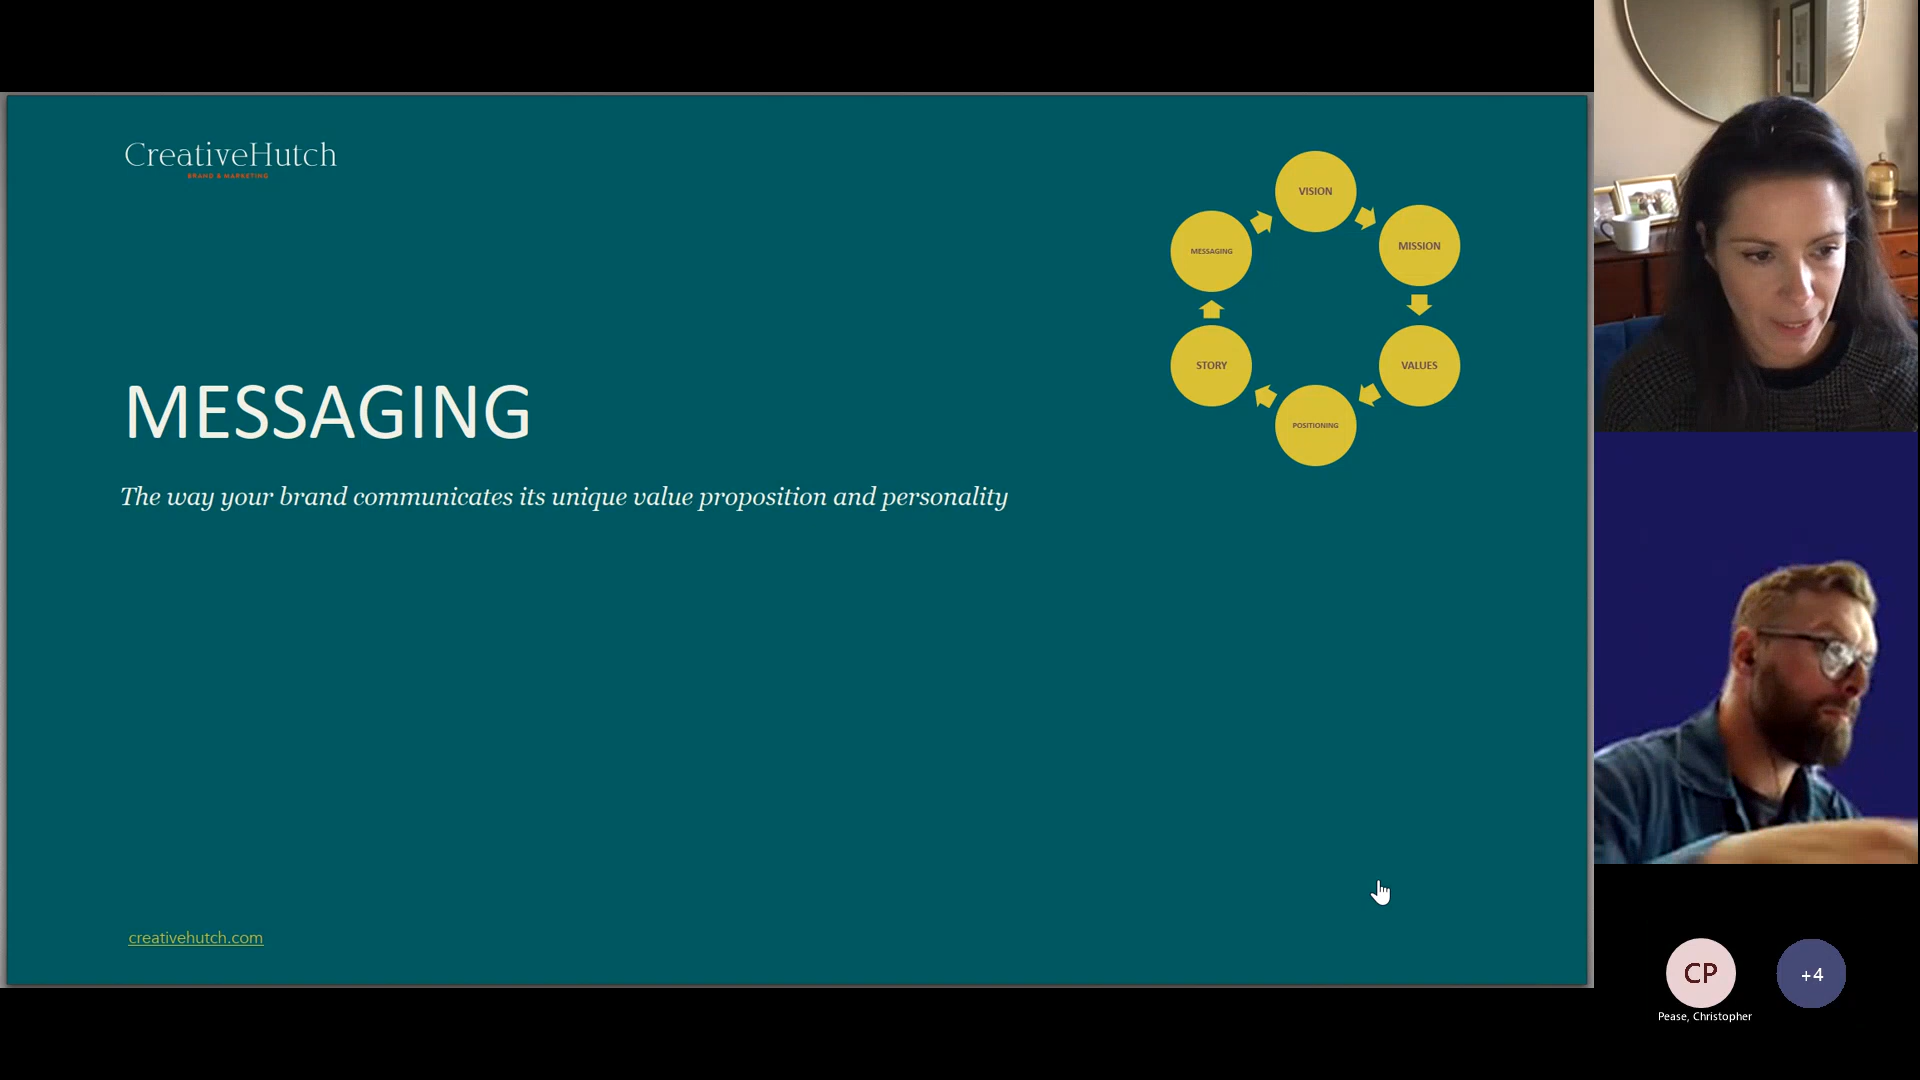 CreativeHutch
BRAND & MARKETING
VISION
MESSAGING
MISSION
STORY
VALUES
POSITIONING
MESSAGING
The way your brand communicates its unique value proposition and personality
creativehutch.com
CP
+4
Pease, Christopher